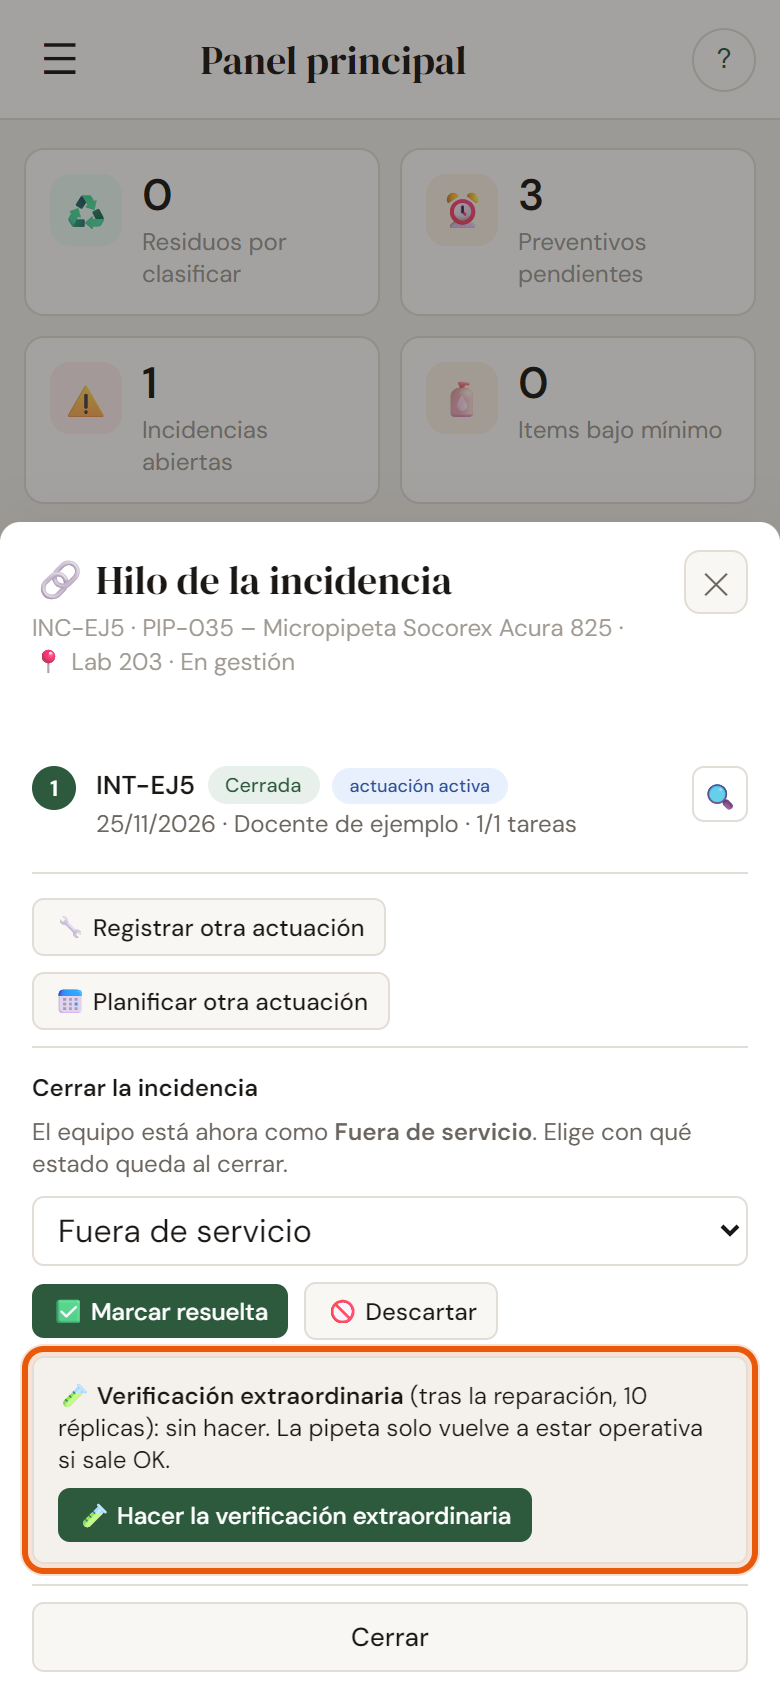 ☰ Panel principal ?
0
Residuos por
clasificar
3
Preventivos
pendientes
1
Incidencias
abiertas
0
Items bajo mínimo
Hilo de la incidencia
INC-EJ5 · PIP-035 – Micropipeta Socorex Acura 825 ·
Lab 203 · En gestión
1 INT-EJ5 Cerrada actuación activa
25/11/2026 · Docente de ejemplo · 1/1 tareas
Registrar otra actuación
Planificar otra actuación
Cerrar la incidencia
El equipo está ahora como Fuera de servicio. Elige con qué
estado queda al cerrar.
Fuera de servicio
Marcar resuelta Descartar
Verificación extraordinaria (tras la reparación, 10
réplicas): sin hacer. La pipeta solo vuelve a estar operativa
si sale OK.
Hacer la verificación extraordinaria
Cerrar